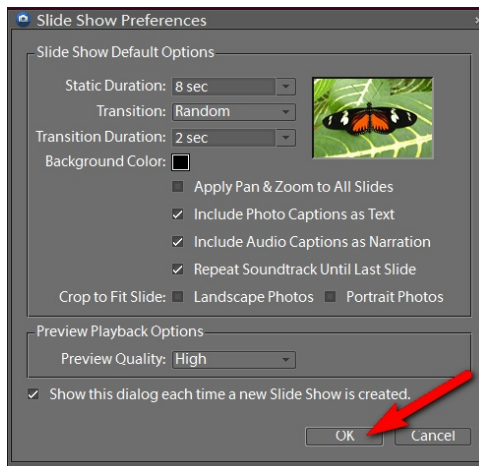 Slide Show Preferences
Slide Show Default Options
Static Duration: 8 sec
Transition: Random
Transition Duration: 2 sec
Background Color:
Apply Pan & Zoom to All Slides
Include Photo Captions as Text
Include Audio Captions as Narration
Repeat Soundtrack Until Last Slide
Crop to Fit Slide: Landscape Photos Portrait Photos
Preview Playback Options
Preview Quality: High
Show this dialog each time a new Slide Show is created.
OK Cancel